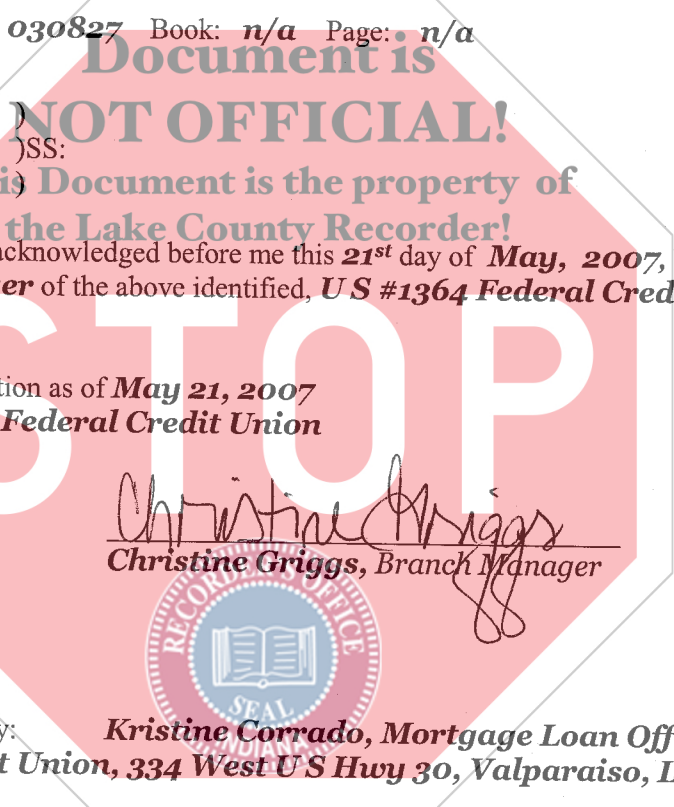 030827 Book: n/a Page: n/a
Document is
NOT OFFICIAL!
)
)SS:
)
is Document is the property of
the Lake County Recorder!
acknowledged before me this 21st day of May, 2007,
er of the above identified, U S #1364 Federal Cred
STOP
tion as of May 21, 2007
Federal Credit Union
Christine Griggs
Christine Griggs, Branch Manager
RECORDER'S OFFICE
SEAL
INDIANA
y: Kristine Corrado, Mortgage Loan Off
t Union, 334 West U S Hwy 30, Valparaiso,